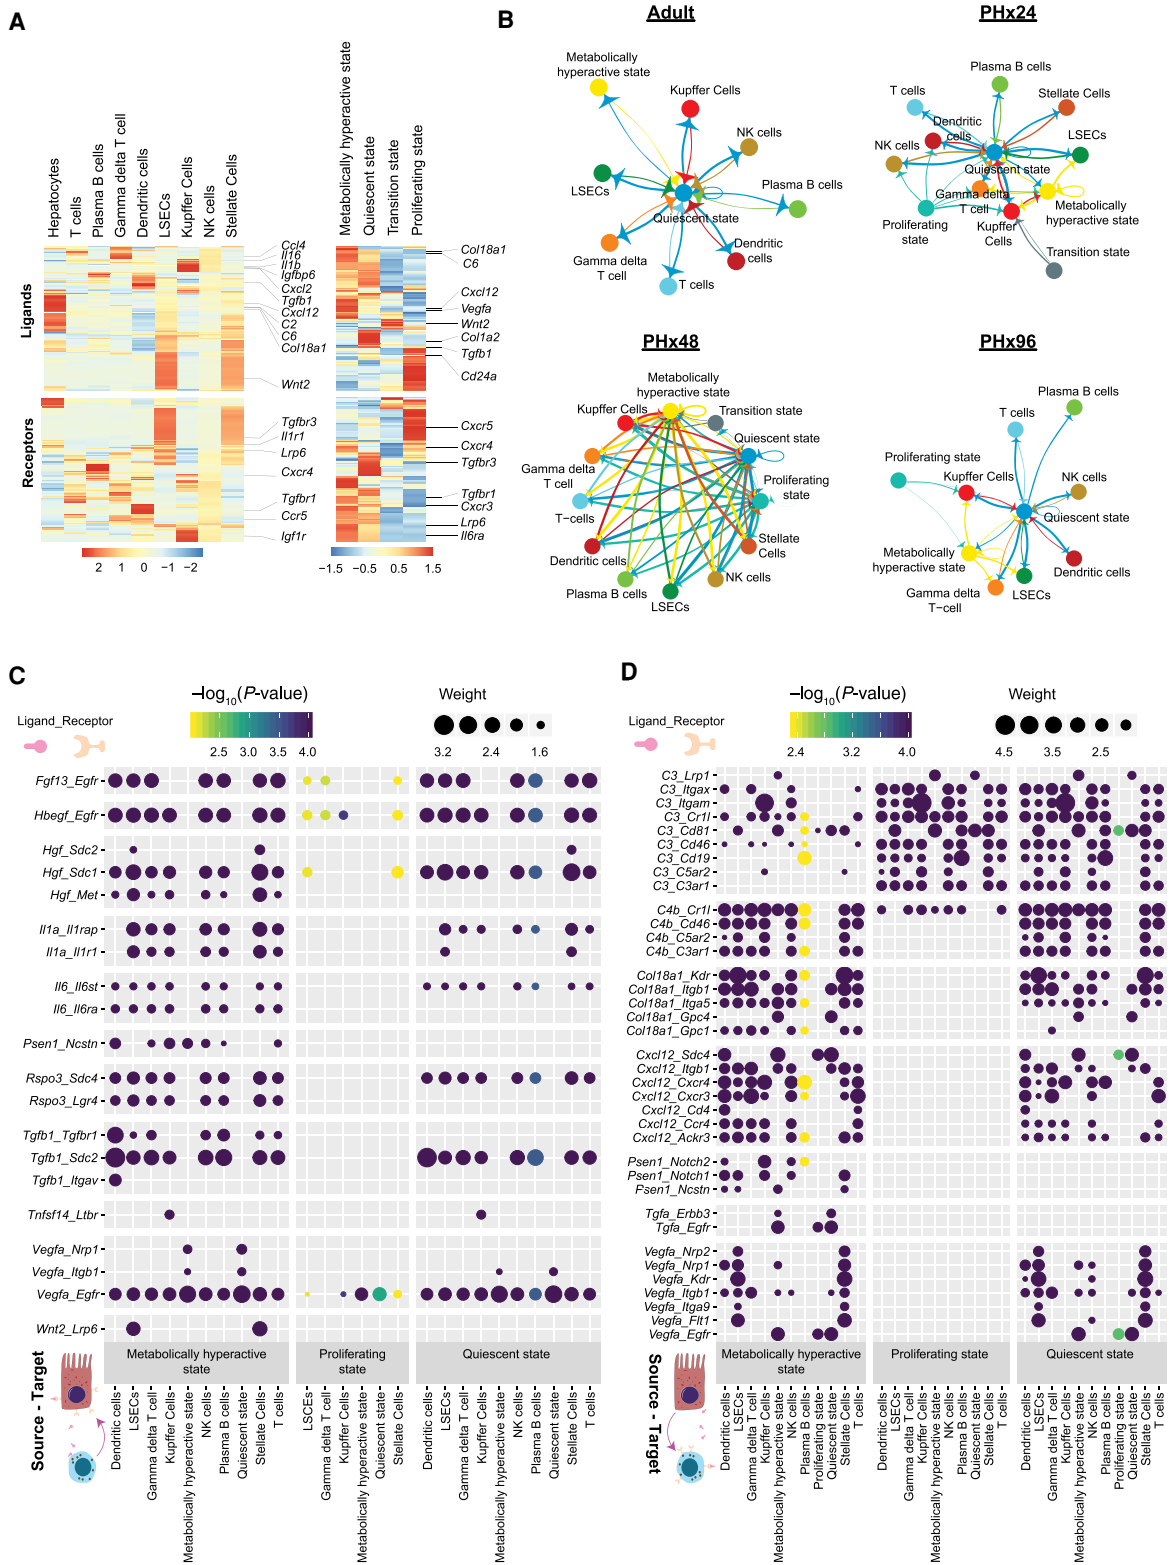 A
Hepatocytes
T cells
Plasma B cells
Gamma delta T cell
Dendritic cells
LSECs
Kupffer Cells
NK cells
Stellate Cells
Metabolically hyperactive state
Quiescent state
Transition state
Proliferating state
Ligands
Receptors
Ccl4
Il16
Il1b
Igfbp6
Cxcl2
Tgfb1
Cxcl12
C2
C6
Col18a1
Wnt2
Tgfbr3
Il1r1
Lrp6
Cxcr4
Tgfbr1
Ccr5
Igf1r
2 1 0 −1 −2
Col18a1
C6
Cxcl12
Vegfa
Wnt2
Col1a2
Tgfb1
Cd24a
Cxcr5
Cxcr4
Tgfbr3
Tgfbr1
Cxcr3
Lrp6
Il6ra
−1.5 −0.5 0.5 1.5
B
Adult
Metabolically
hyperactive state
Kupffer Cells
NK cells
LSECs
Plasma B cells
Quiescent state
Gamma delta
T cell
Dendritic
cells
T cells
PHx24
Plasma B cells
T cells
Stellate Cells
Dendritic
cells
LSECs
NK cells
Quiescent state
Gamma delta
T cell
Metabolically
hyperactive state
Proliferating
state
Kupffer
Cells
Transition state
PHx48
Metabolically
hyperactive state
Kupffer Cells
Transition state
Quiescent state
Gamma delta
T cell
Proliferating
state
T−cells
Stellate
Cells
Dendritic cells
NK cells
Plasma B cells
LSECs
PHx96
Plasma B cells
T cells
Proliferating state
Kupffer Cells
NK cells
Quiescent state
Metabolically
hyperactive state
Dendritic cells
Gamma delta
T−cell
LSECs
C
−log10(P-value)
2.5 3.0 3.5 4.0
Weight
3.2 2.4 1.6
Ligand_Receptor
Fgf13_Egfr
Hbegf_Egfr
Hgf_Sdc2
Hgf_Sdc1
Hgf_Met
Il1a_Il1rap
Il1a_Il1r1
Il6_Il6st
Il6_Il6ra
Psen1_Ncstn
Rspo3_Sdc4
Rspo3_Lgr4
Tgfb1_Tgfbr1
Tgfb1_Sdc2
Tgfb1_Itgav
Tnfsf14_Ltbr
Vegfa_Nrp1
Vegfa_Itgb1
Vegfa_Egfr
Wnt2_Lrp6
Metabolically hyperactive
state
Proliferating
state
Quiescent state
Source - Target
Dendritic cells
LSECs
Gamma delta T cell
Kupffer Cells
Metabolically hyperactive state
NK cells
Plasma B cells
Quiescent state
Stellate Cells
T cells
LSCEs
Gamma delta T cell
Kupffer Cells
Metabolically hyperactive state
Quiescent state
Stellate cells
Dendritic cells
LSECs
Gamma delta T cell
Kupffer Cells
Metabolically hyperactive state
NK cells
Plasma B cells
Quiescent state
Stellate Cells
T cells
D
−log10(P-value)
2.4 3.2 4.0
Weight
4.5 3.5 2.5
Ligand_Receptor
C3_Lrp1
C3_Itgax
C3_Itgam
C3_Cr1l
C3_Cd81
C3_Cd46
C3_Cd19
C3_C5ar2
C3_C3ar1
C4b_Cr1l
C4b_Cd46
C4b_C5ar2
C4b_C3ar1
Col18a1_Kdr
Col18a1_Itgb1
Col18a1_Itga5
Col18a1_Gpc4
Col18a1_Gpc1
Cxcl12_Sdc4
Cxcl12_Itgb1
Cxcl12_Cxcr4
Cxcl12_Cxcr3
Cxcl12_Cd4
Cxcl12_Ccr4
Cxcl12_Ackr3
Psen1_Notch2
Psen1_Notch1
Psen1_Ncstn
Tgfa_Erbb3
Tgfa_Egfr
Vegfa_Nrp2
Vegfa_Nrp1
Vegfa_Kdr
Vegfa_Itgb1
Vegfa_Itga9
Vegfa_Flt1
Vegfa_Egfr
Metabolically hyperactive
state
Proliferating state
Quiescent state
Source - Target
Dendritic cells
LSECs
Gamma delta T cell
Kupffer Cells
Metabolically hyperactive state
NK cells
Plasma B cells
Proliferating state
Quiescent state
Stellate Cells
T cells
Dendritic cells
LSECs
Gamma delta T cell
Kupffer Cells
Metabolically hyperactive state
NK cells
Plasma B cells
Quiescent state
Stellate Cells
T cells
Dendritic cells
LSECs
Gamma delta T cell
Kupffer Cells
Metabolically hyperactive state
NK cells
Plasma B cells
Proliferating state
Quiescent state
Stellate Cells
T cells